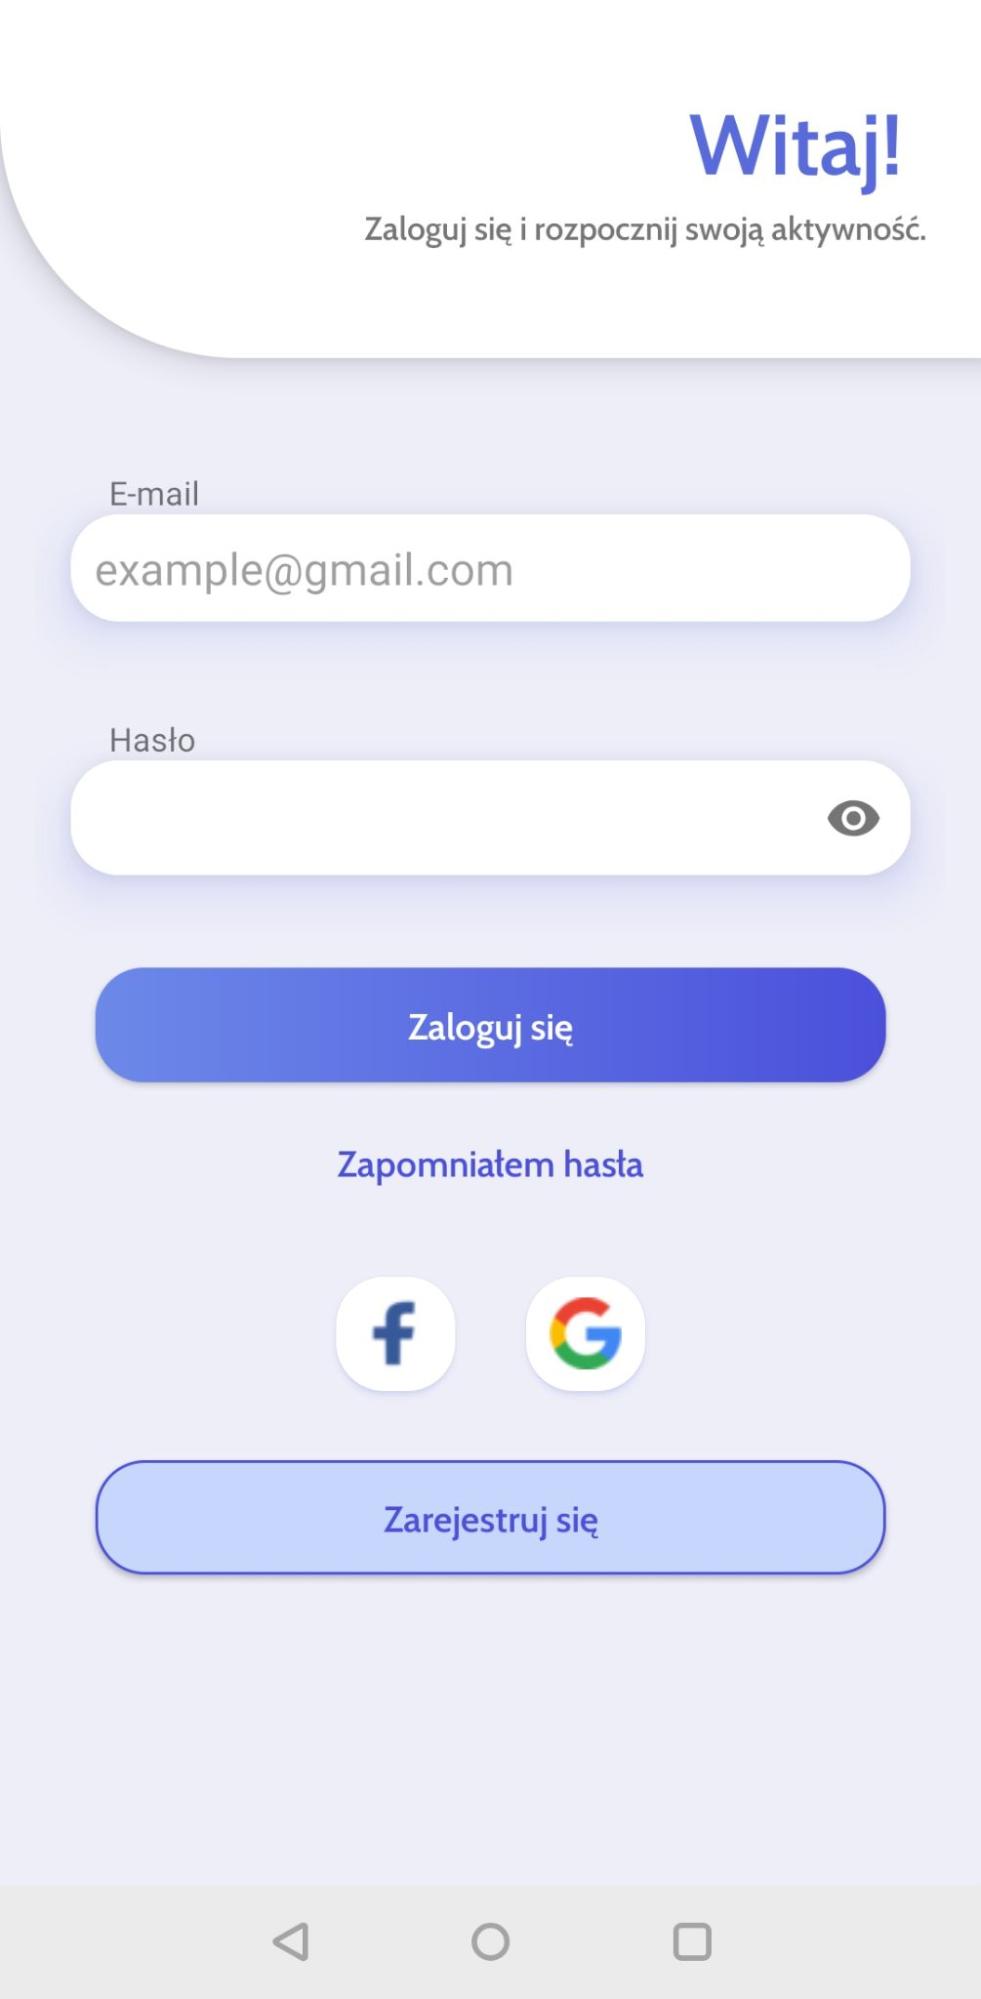 Witaj!
Zaloguj się i rozpocznij swoją aktywność.
E-mail
example@gmail.com
Hasło
Zaloguj się
Zapomniałem hasła
Zarejestruj się